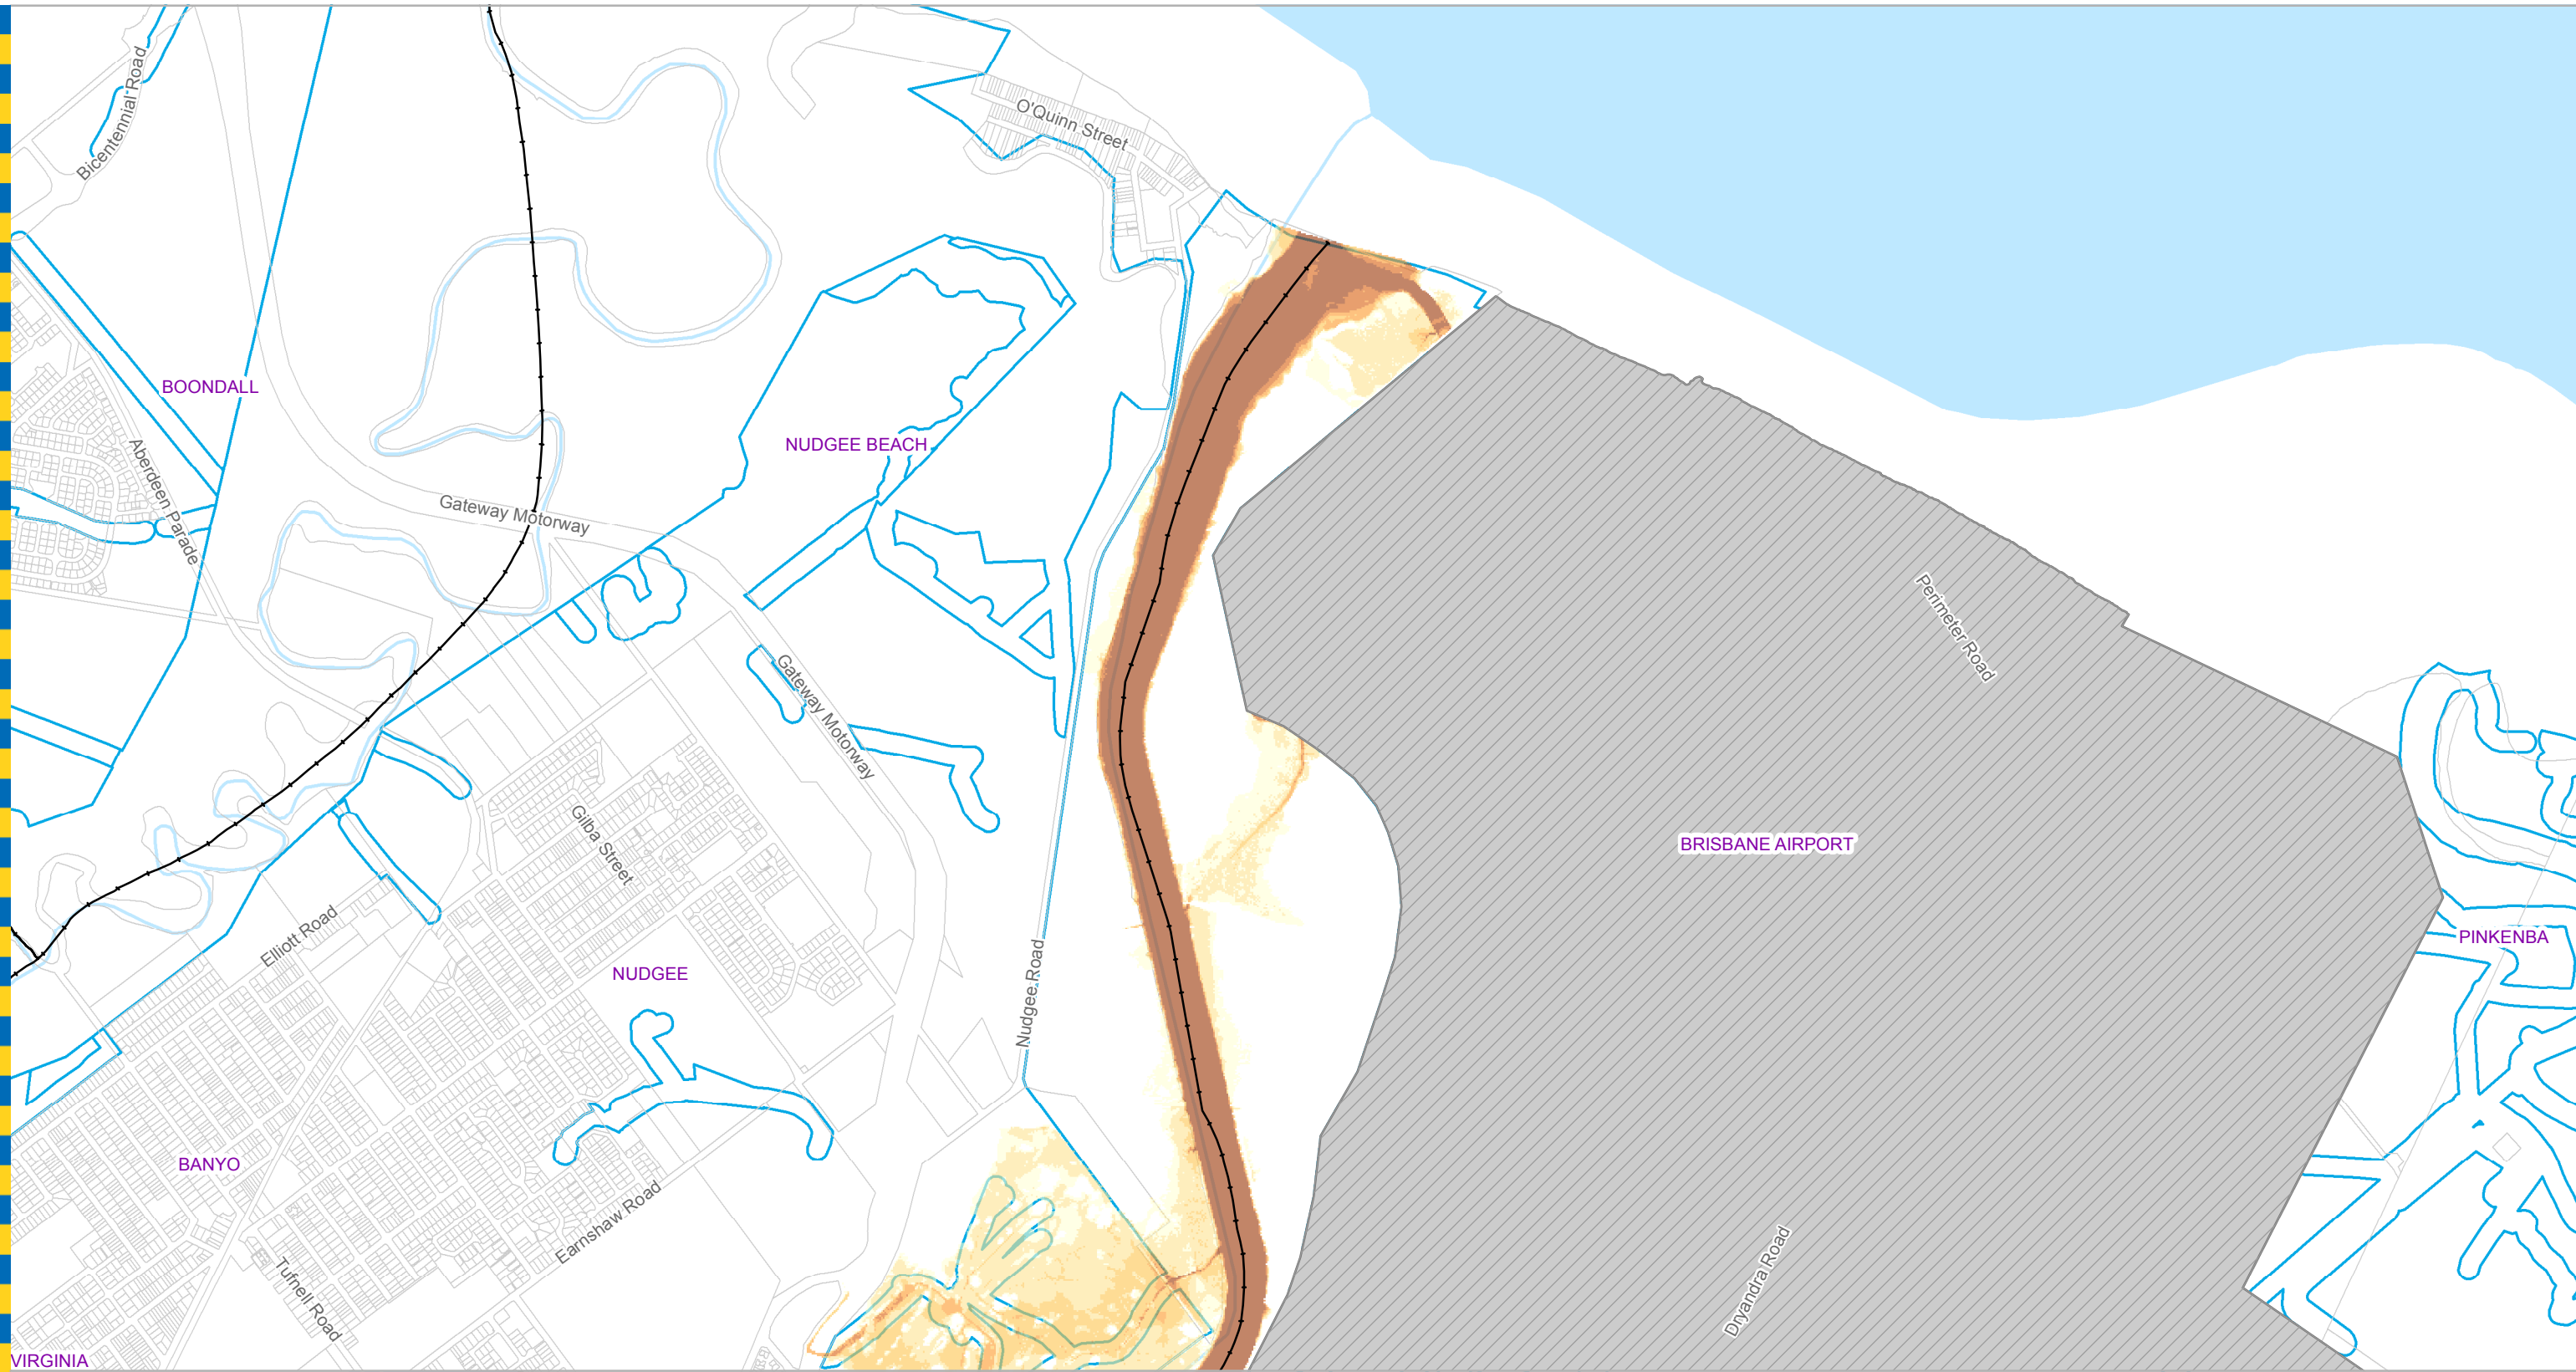 Bicentennial Road
O'Quinn Street
BOONDALL
NUDGEE BEACH
Aberdeen Parade
Gateway Motorway
Perimeter Road
Gateway Motorway
Gilba Street
BRISBANE AIRPORT
Elliott Road
PINKENBA
NUDGEE
Nudgee Road
BANYO
Earnshaw Road
Tufnell Road
Dryandra Road
VIRGINIA